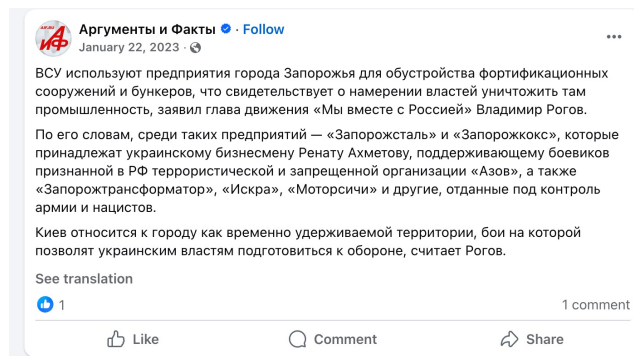 АиФ
Аргументы и Факты · Follow
January 22, 2023 ·
ВСУ используют предприятия города Запорожья для обустройства фортификационных
сооружений и бункеров, что свидетельствует о намерении властей уничтожить там
промышленность, заявил глава движения «Мы вместе с Россией» Владимир Рогов.
По его словам, среди таких предприятий — «Запорожсталь» и «Запорожкокс», которые
принадлежат украинскому бизнесмену Ренату Ахметову, поддерживающему боевиков
признанной в РФ террористической и запрещенной организации «Азов», а также
«Запорожтрансформатор», «Искра», «Моторсичи» и другие, отданные под контроль
армии и нацистов.
Киев относится к городу как временно удерживаемой территории, бои на которой
позволят украинским властям подготовиться к обороне, считает Рогов.
See translation
1
1 comment
Like
Comment
Share